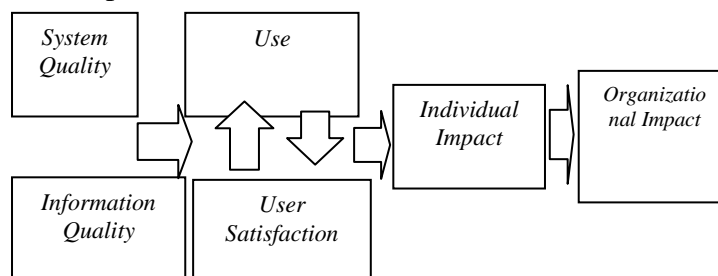 System
Quality
Use
Individual
Impact
Organizatio
nal Impact
Information
Quality
User
Satisfaction